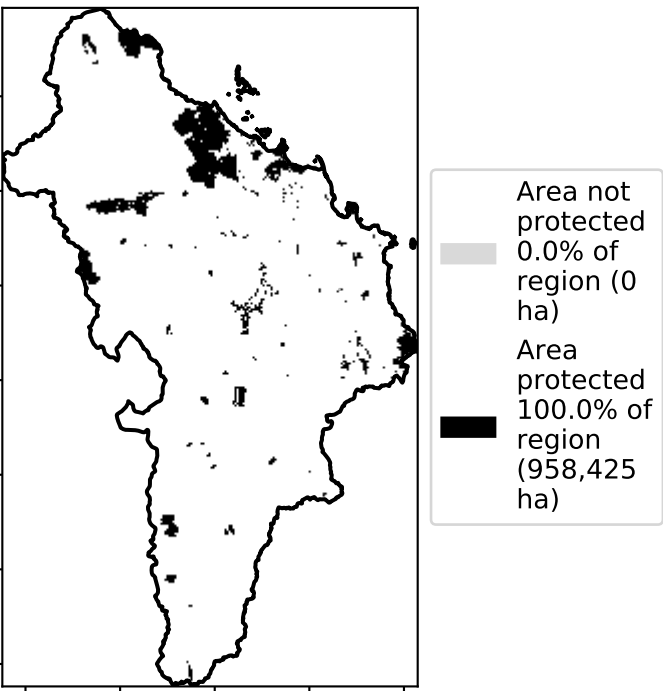 Area not
protected
0.0% of
region (0
ha)
Area
protected
100.0% of
region
(958,425
ha)